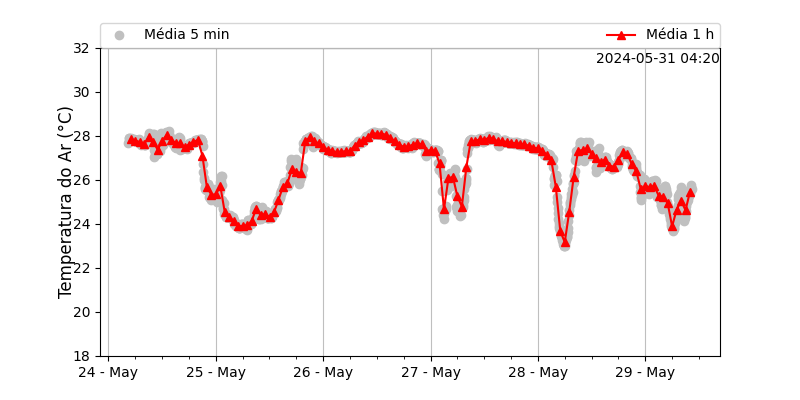 Média 5 min
Média 1 h
2024-05-31 04:20
Temperatura do Ar (°C)
32
30
28
26
24
22
20
18
24 - May
25 - May
26 - May
27 - May
28 - May
29 - May